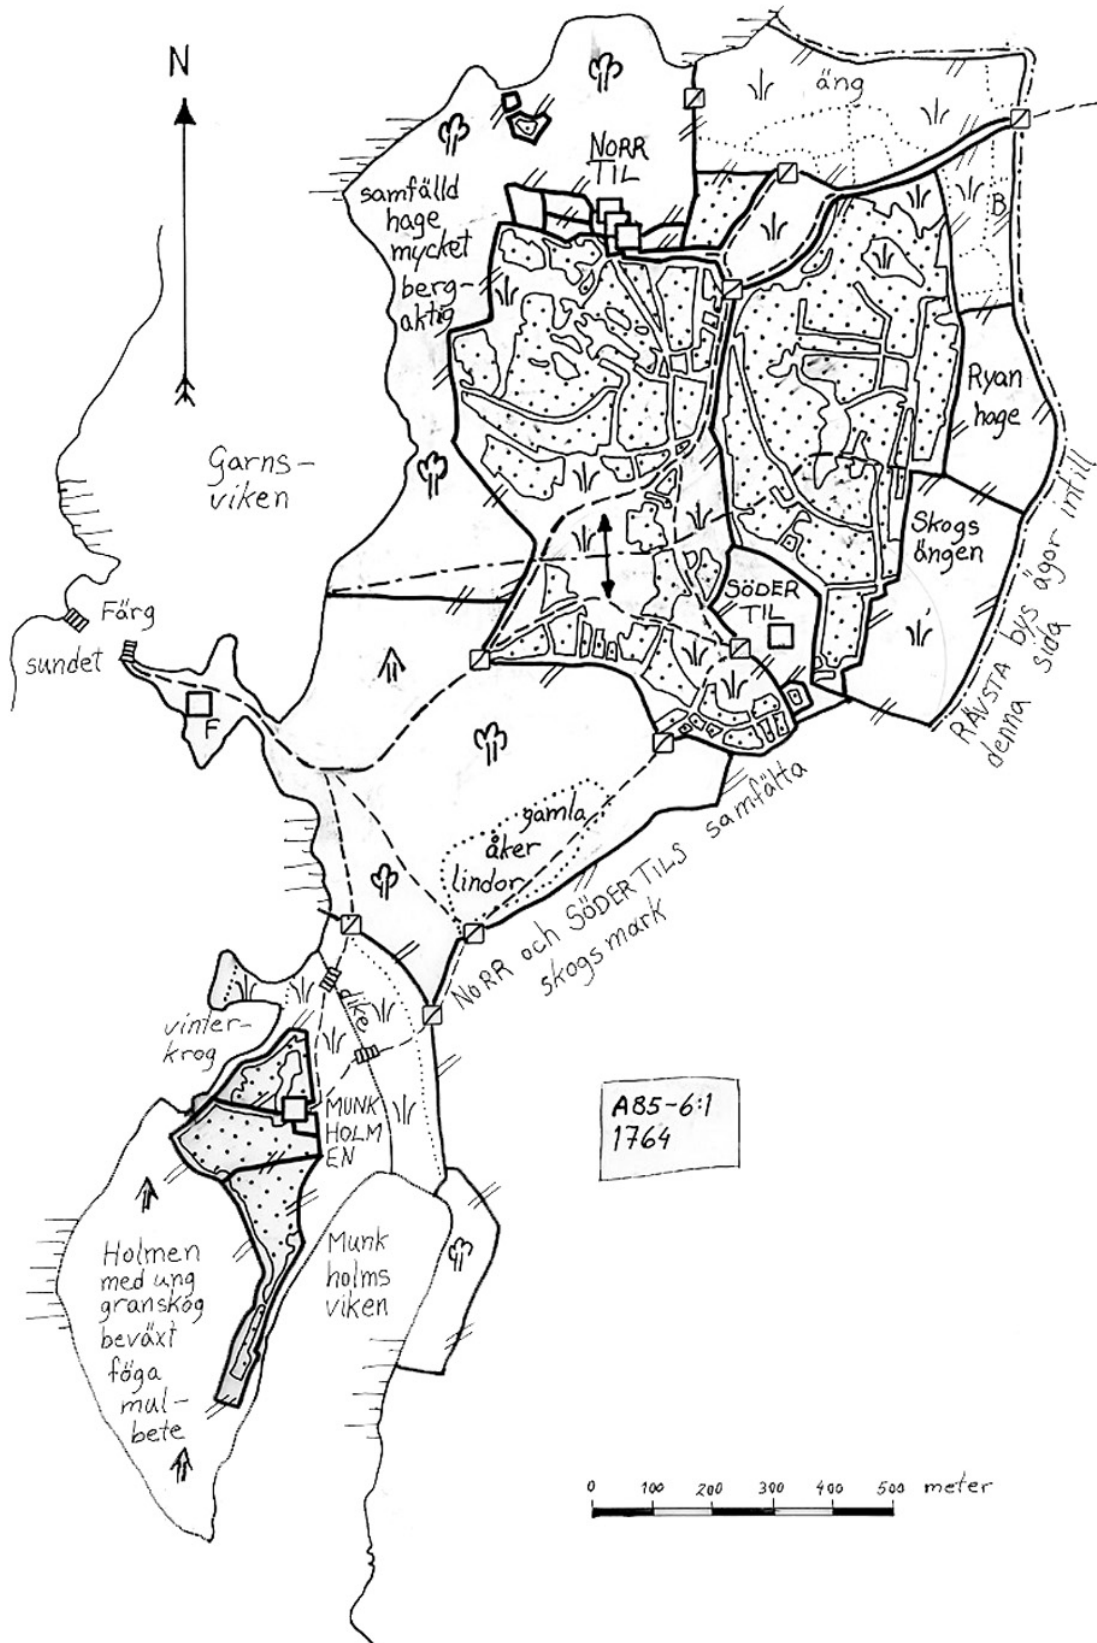 N
äng
NORR
TIL
samfälld
hage
mycket
berg-
aktig
B
Ryan
hage
Garns-
viken
Skogs
ängen
SÖDER
TIL
Färg
sundet
F
RÄVSTA bys ägor intill
denna sida
gamla
åker
lindor
NORR och SÖDER TILS samfälta
skogsmark
dike
vinter-
krog
MUNK
HOLM
EN
A85-6:1
1764
Holmen
med ung
granskog
beväxt
föga
mul-
bete
Munk
holms
viken
0 100 200 300 400 500 meter